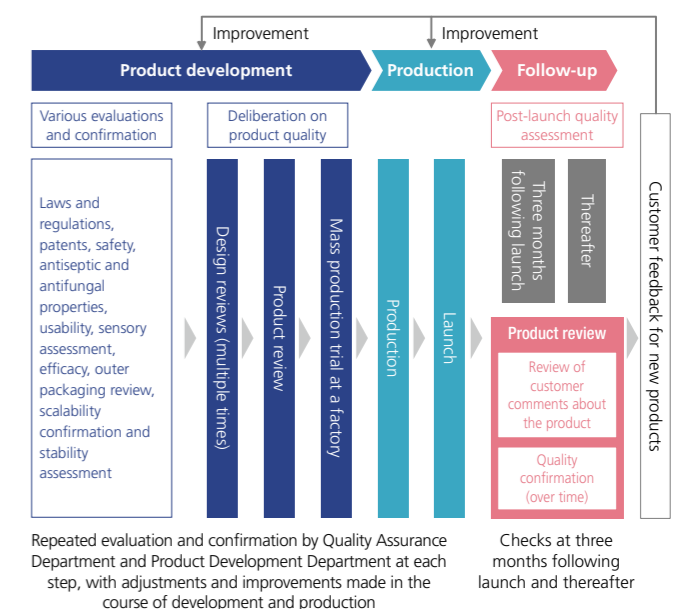 Improvement
Improvement
Product development
Production
Follow-up
Various evaluations
and confirmation
Deliberation on
product quality
Post-launch quality
assessment
Laws and
regulations,
patents, safety,
antiseptic and
antifungal
properties,
usability, sensory
assessment,
efficacy, outer
packaging review,
scalability
confirmation and
stability
assessment
Design reviews (multiple times)
Product review
Mass production trial at a factory
Production
Launch
Three months
following launch
Thereafter
Product review
Review of
customer
comments about
the product
Quality
confirmation
(over time)
Customer feedback for new products
Repeated evaluation and confirmation by Quality Assurance
Department and Product Development Department at each
step, with adjustments and improvements made in the
course of development and production
Checks at three
months following
launch and thereafter